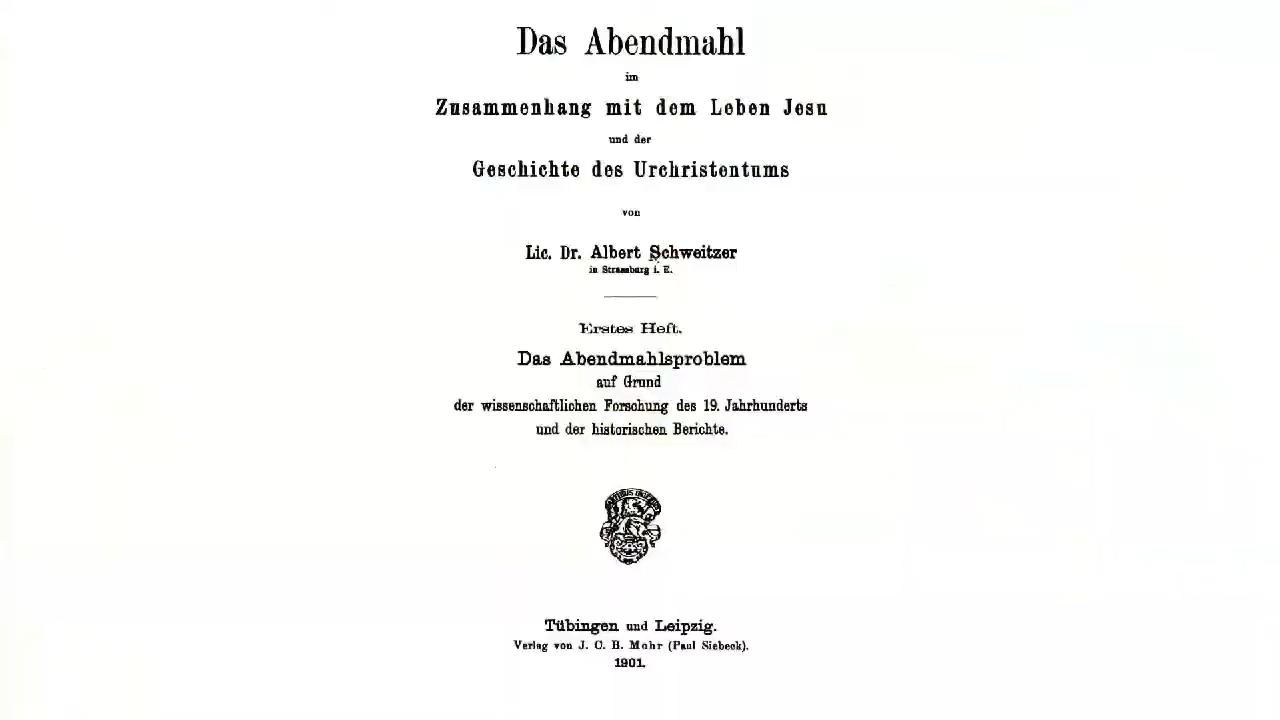 Das Abendmahl
im
Zusammenhang mit dem Leben Jesu
und der
Geschichte des Urchristentums
von
Lic. Dr. Albert Schweitzer
in Strassburg i. E.
Erstes Heft.
Das Abendmahlsproblem
auf Grund
der wissenschaftlichen Forschung des 19. Jahrhunderts
und der historischen Berichte.
Tübingen und Leipzig.
Verlag von J. C. B. Mohr (Paul Siebeck).
1901.